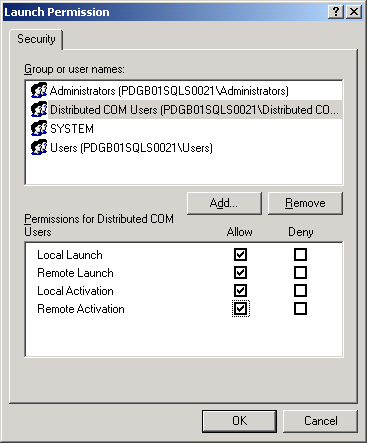 Launch Permission
Security
Group or user names:
Administrators (PDGB01SQLS0021\Administrators)
Distributed COM Users (PDGB01SQLS0021\Distributed CO...
SYSTEM
Users (PDGB01SQLS0021\Users)
Add... Remove
Permissions for Distributed COM
Users Allow Deny
Local Launch
Remote Launch
Local Activation
Remote Activation
OK Cancel